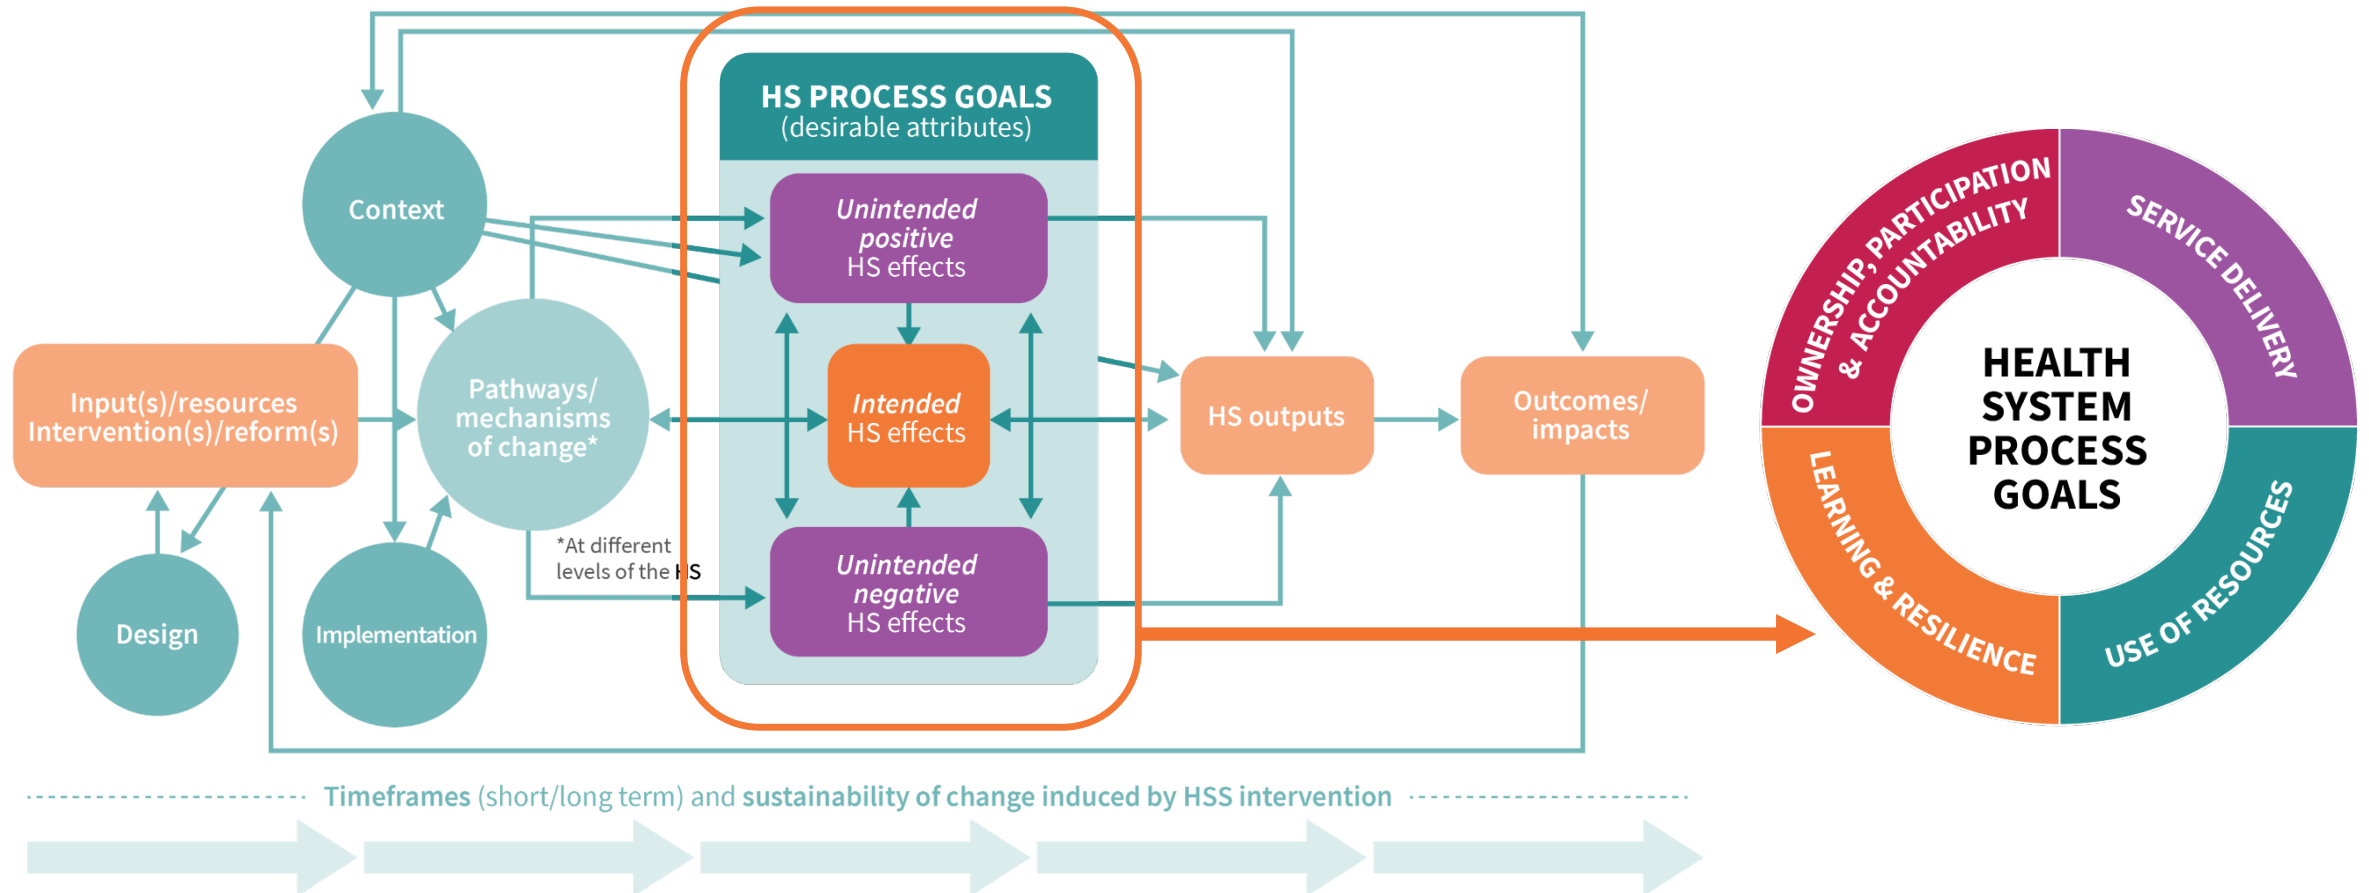 HS PROCESS GOALS
(desirable attributes)
Context
Unintended
positive
HS effects
Input(s)/resources
Intervention(s)/reform(s)
Pathways/
mechanisms
of change*
Intended
HS effects
HS outputs
Outcomes/
impacts
*At different
levels of the HS
Unintended
negative
HS effects
Design
Implementation
Timeframes (short/long term) and sustainability of change induced by HSS intervention
OWNERSHIP, PARTICIPATION
& ACCOUNTABILITY
SERVICE DELIVERY
HEALTH
SYSTEM
PROCESS
GOALS
LEARNING & RESILIENCE
USE OF RESOURCES